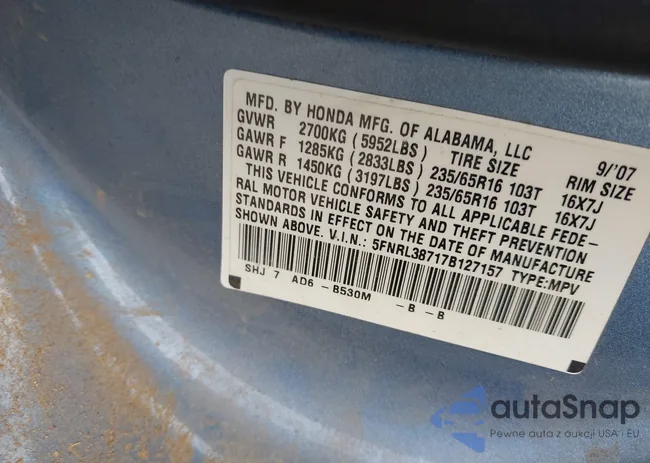 MFD. BY HONDA MFG. OF ALABAMA, LLC 9/'07
GVWR 2700KG (5952LBS) TIRE SIZE RIM SIZE
GAWR F 1285KG (2833LBS) 235/65R16 103T 16X7J
GAWR R 1450KG (3197LBS) 235/65R16 103T 16X7J
THIS VEHICLE CONFORMS TO ALL APPLICABLE FEDE-
RAL MOTOR VEHICLE SAFETY AND THEFT PREVENTION
STANDARDS IN EFFECT ON THE DATE OF MANUFACTURE
SHOWN ABOVE. V.I.N.: 5FNRL38717B127157 TYPE:MPV
SHJ 7 AD6 - B530M - B - B
autaSnap
Pewne auta z aukcji USA i EU